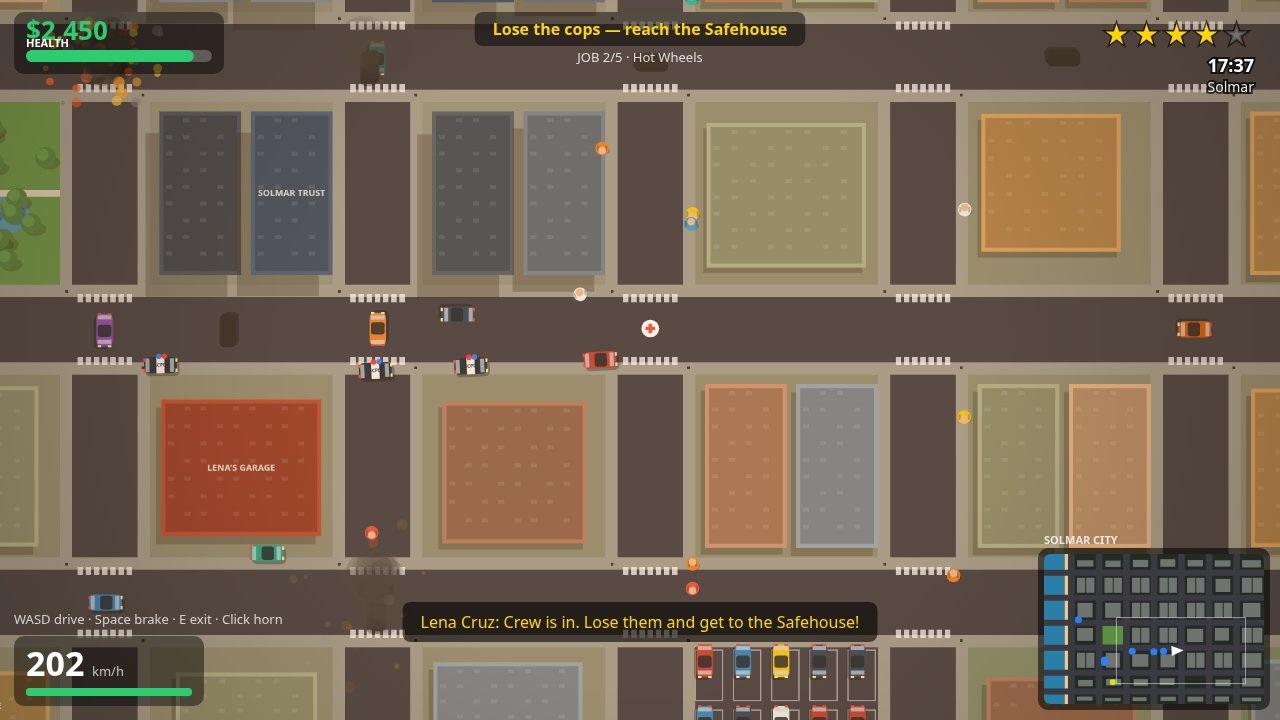 $2,450
HEALTH
Lose the cops — reach the Safehouse
JOB 2/5 · Hot Wheels
17:37
Solmar
SOLMAR TRUST
LENA'S GARAGE
SOLMAR CITY
WASD drive · Space brake · E exit · Click horn
Lena Cruz: Crew is in. Lose them and get to the Safehouse!
202 km/h